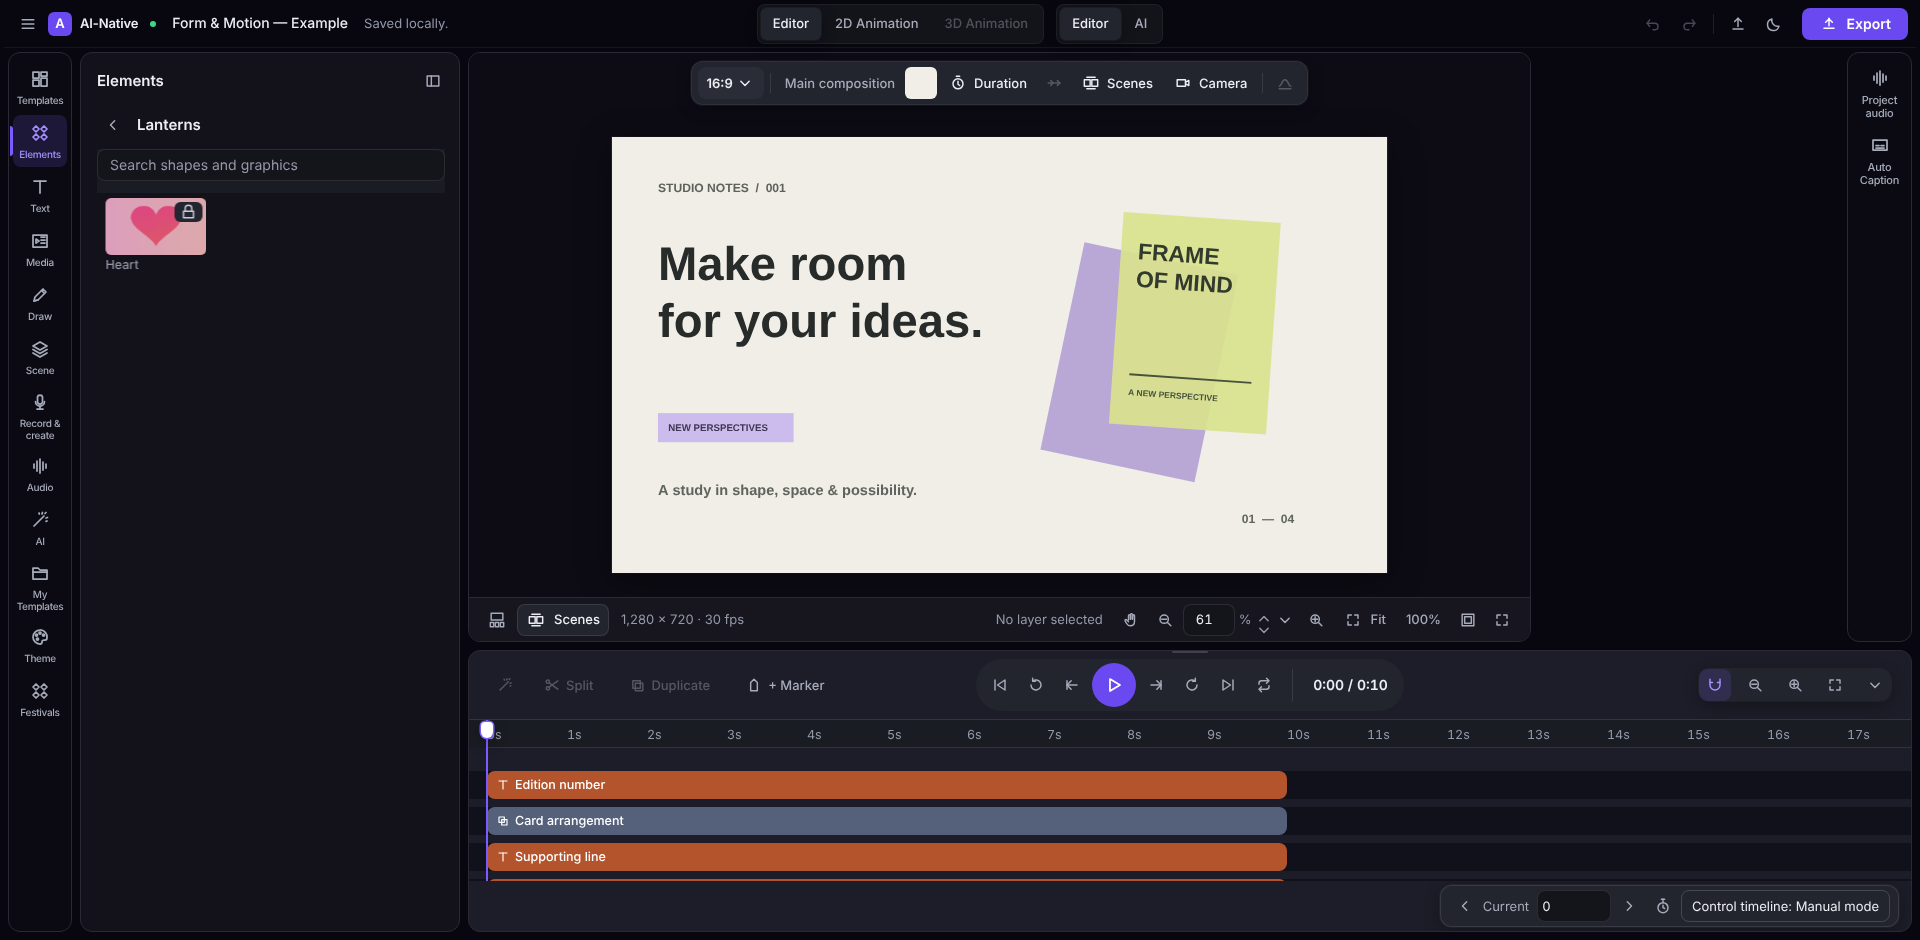 A AI-Native Form & Motion — Example Saved locally.
Editor 2D Animation 3D Animation Editor AI
Export
Templates
Elements
Text
Media
Draw
Scene
Record &
create
Audio
AI
My
Templates
Theme
Festivals
Elements
Lanterns
Search shapes and graphics
Heart
16:9 Main composition Duration Scenes Camera
STUDIO NOTES / 001
Make room
for your ideas.
NEW PERSPECTIVES
A study in shape, space & possibility.
FRAME
OF MIND
A NEW PERSPECTIVE
01 — 04
Project
audio
Auto
Caption
Scenes 1,280 × 720 · 30 fps No layer selected 61 % Fit 100%
Split Duplicate + Marker 0:00 / 0:10
1s 2s 3s 4s 5s 6s 7s 8s 9s 10s 11s 12s 13s 14s 15s 16s 17s
Edition number
Card arrangement
Supporting line
Current 0 Control timeline: Manual mode